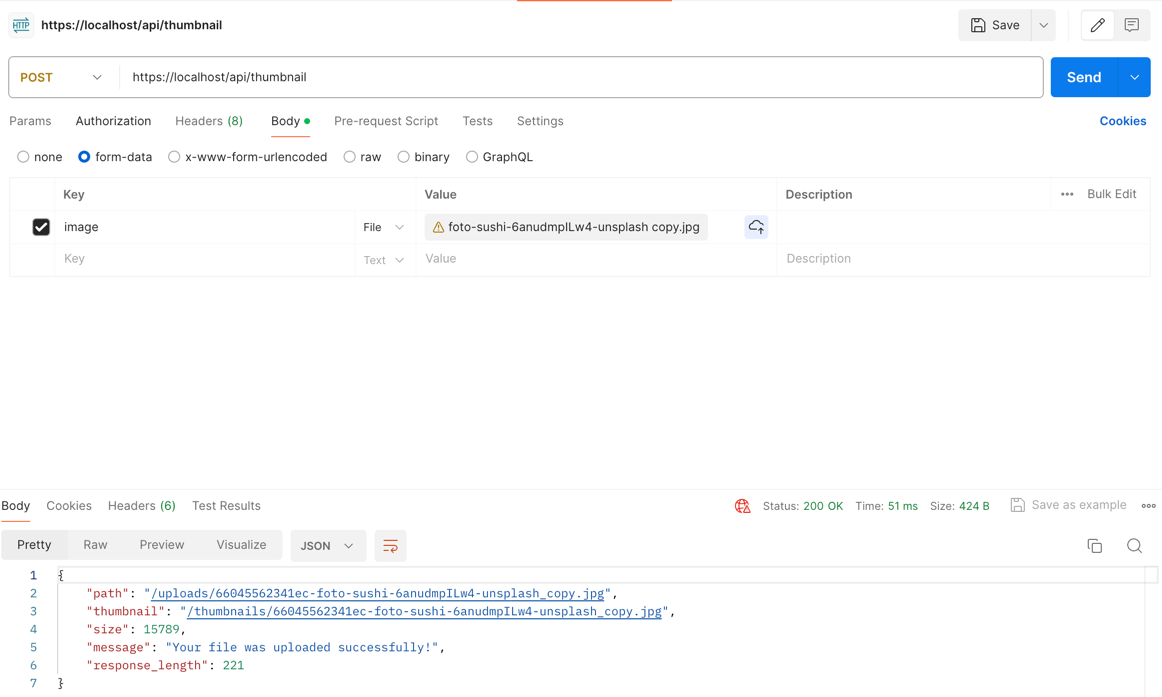 HTTP https://localhost/api/thumbnail Save
POST https://localhost/api/thumbnail Send
Params Authorization Headers (8) Body Pre-request Script Tests Settings Cookies
none form-data x-www-form-urlencoded raw binary GraphQL
Key Value Description Bulk Edit
image File foto-sushi-6anudmpILw4-unsplash copy.jpg
Key Text Value Description
Body Cookies Headers (6) Test Results Status: 200 OK Time: 51 ms Size: 424 B Save as example
Pretty Raw Preview Visualize JSON
1 {
2 "path": "/uploads/66045562341ec-foto-sushi-6anudmpILw4-unsplash_copy.jpg",
3 "thumbnail": "/thumbnails/66045562341ec-foto-sushi-6anudmpILw4-unsplash_copy.jpg",
4 "size": 15789,
5 "message": "Your file was uploaded successfully!",
6 "response_length": 221
7 }